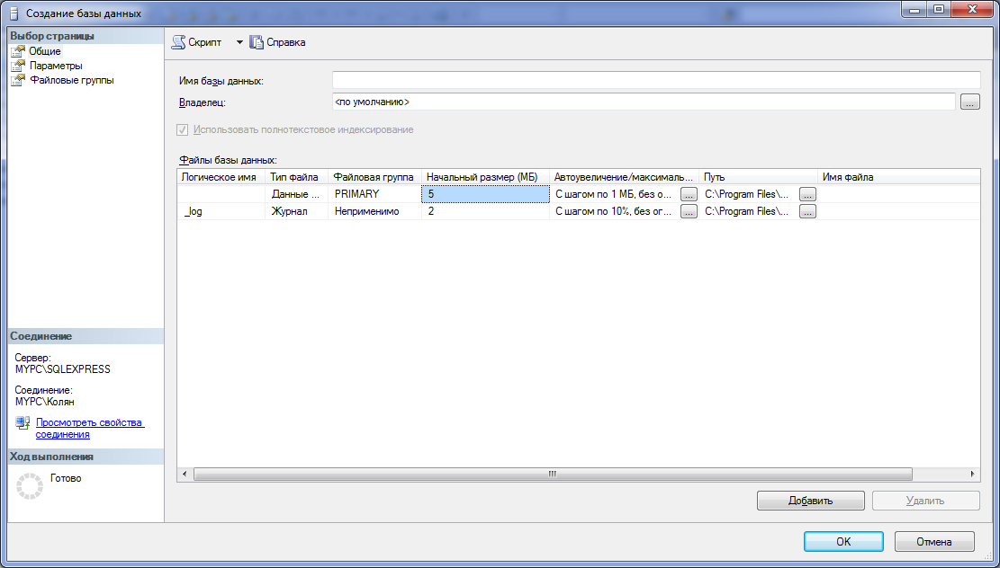 Создание базы данных
Выбор страницы
Общие
Параметры
Файловые группы
Скрипт
Справка
Имя базы данных:
Владелец:
<по умолчанию>
...
Использовать полнотекстовое индексирование
Файлы базы данных:
Логическое имя Тип файла Файловая группа Начальный размер (МБ) Автоувеличение/максималь... Путь Имя файла
Данные ... PRIMARY 5 С шагом по 1 МБ, без о... ... C:\Program Files\... ...
_log Журнал Неприменимо 2 С шагом по 10%, без ог... ... C:\Program Files\... ...
Соединение
Сервер:
MYPC\SQLEXPRESS
Соединение:
MYPC\Колян
Просмотреть свойства
соединения
Ход выполнения
Готово
Добавить Удалить
OK Отмена